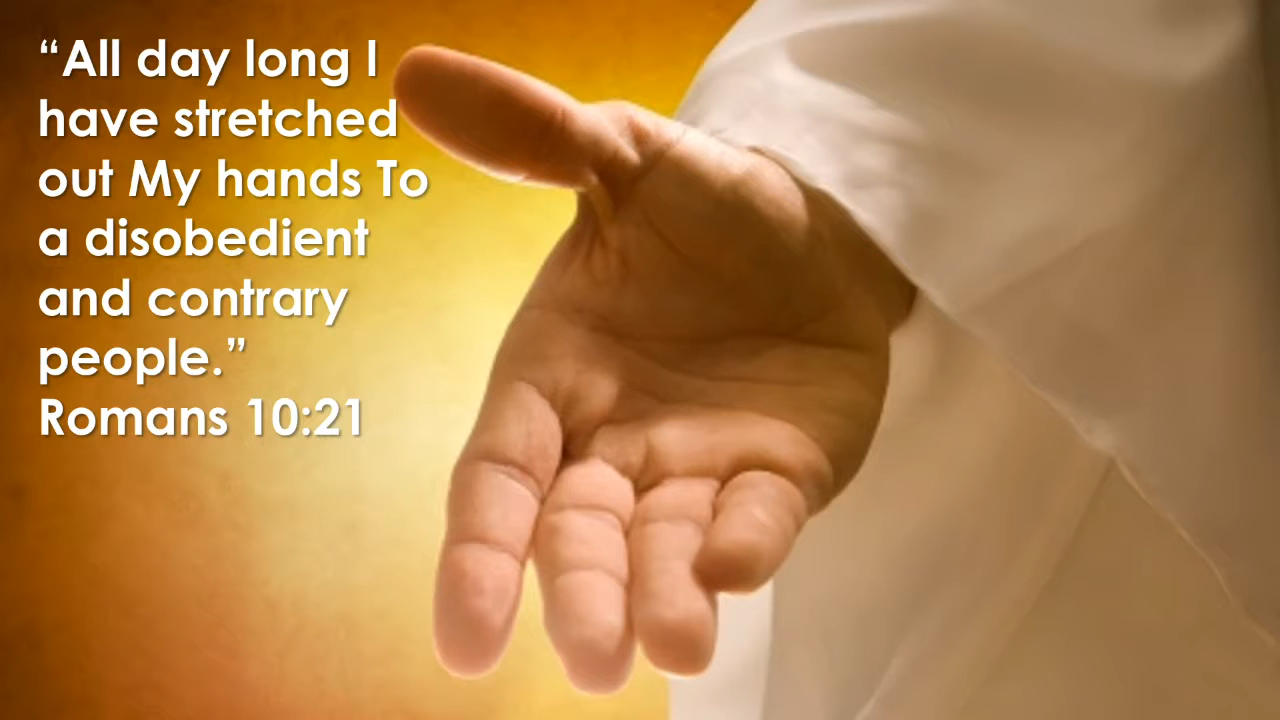 “All day long I
have stretched
out My hands To
a disobedient
and contrary
people.”
Romans 10:21